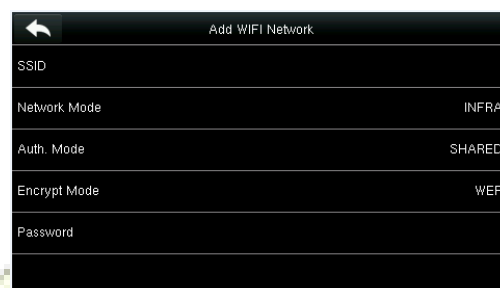 Add WIFI Network
SSID
Network Mode INFRA
Auth. Mode SHARED
Encrypt Mode WEP
Password